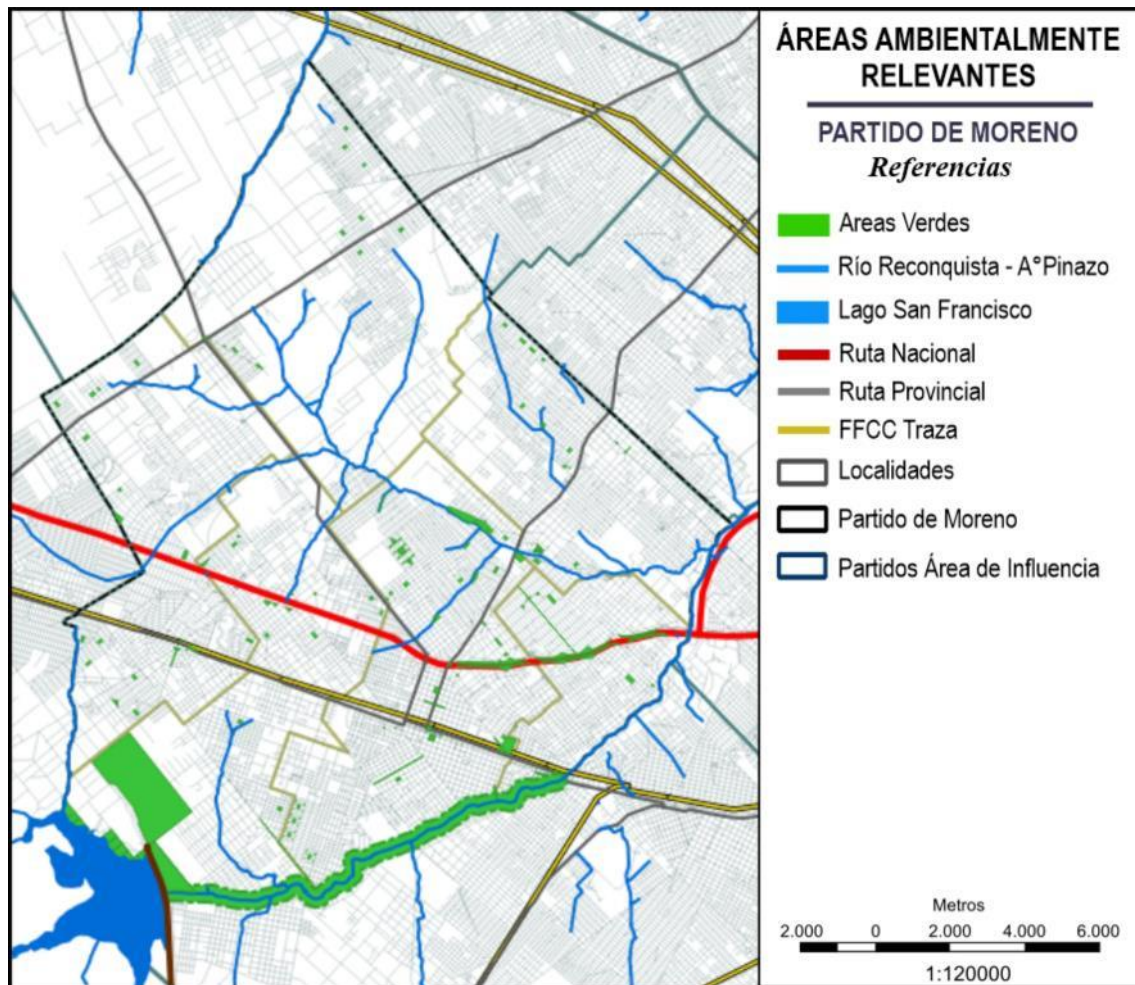 ÁREAS AMBIENTALMENTE
RELEVANTES
PARTIDO DE MORENO
Referencias
Areas Verdes
Río Reconquista - A°Pinazo
Lago San Francisco
Ruta Nacional
Ruta Provincial
FFCC Traza
Localidades
Partido de Moreno
Partidos Área de Influencia
Metros
2.000 0 2.000 4.000 6.000
1:120000